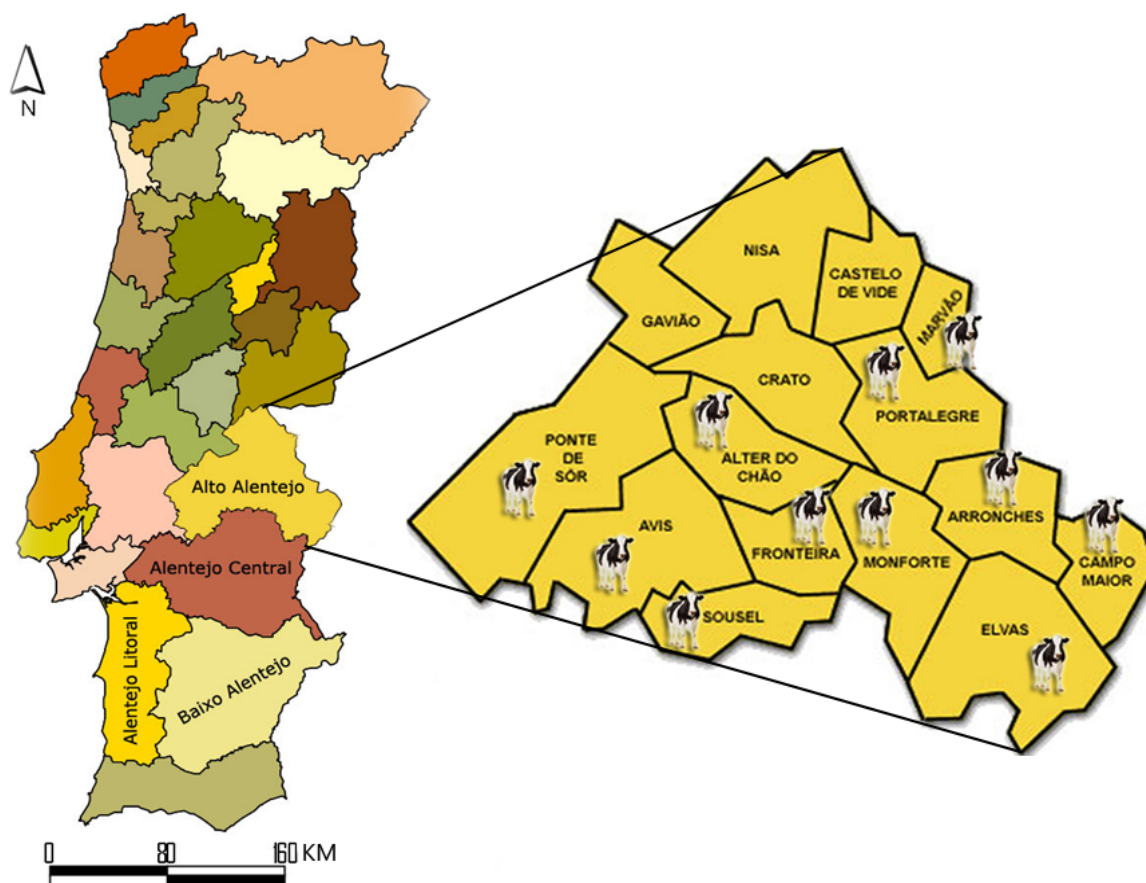 N
Alto Alentejo
Alentejo Central
Alentejo Litoral
Baixo Alentejo
0 80 160 KM
NISA
CASTELO
DE VIDE
MARVÃO
GAVIÃO
CRATO
PORTALEGRE
PONTE
DE
SÔR
ALTER DO
CHÃO
ARRONCHES
AVIS
FRONTEIRA
MONFORTE
CAMPO
MAIOR
SOUSEL
ELVAS